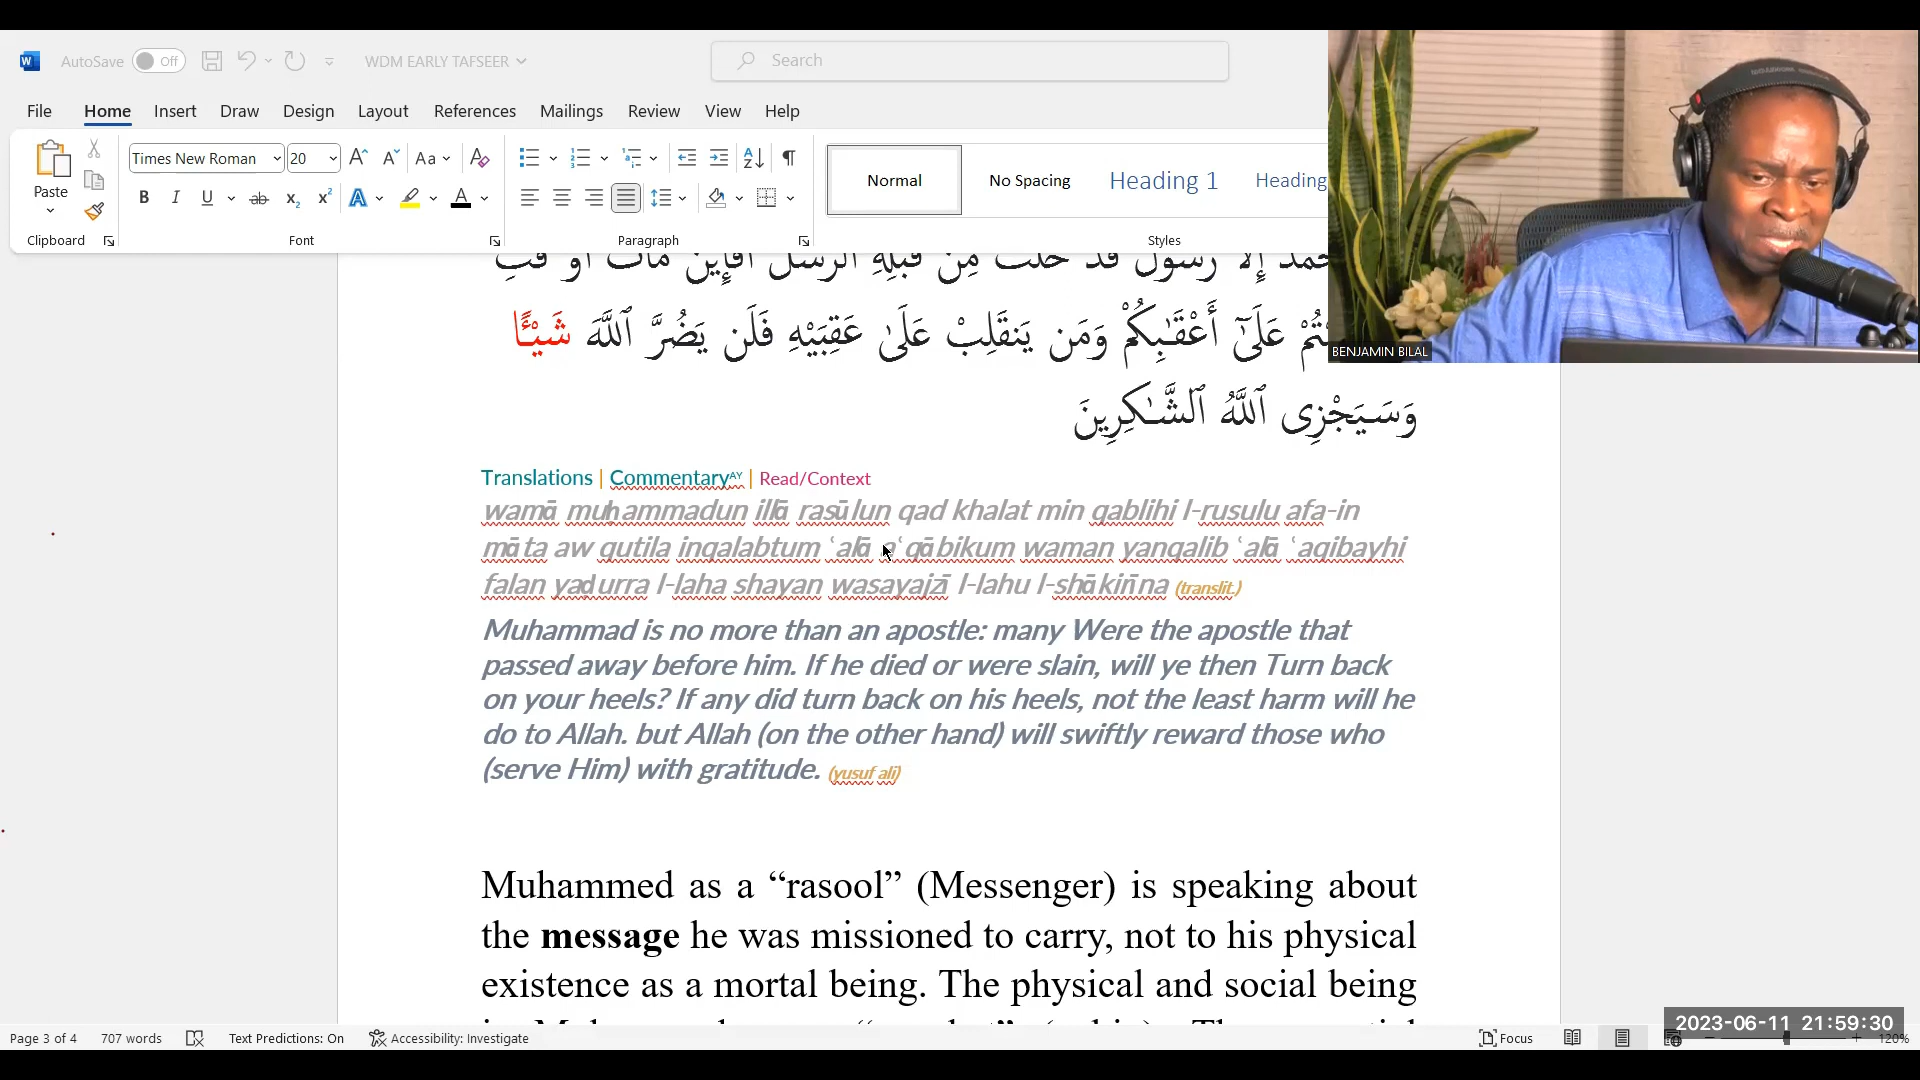 AutoSave Off WDM EARLY TAFSEER Search
File Home Insert Draw Design Layout References Mailings Review View Help
Times New Roman 20 Aa
Paste
B I U ab x2 x2 A A
Normal No Spacing Heading 1 Heading
Clipboard Font Paragraph Styles
إِلَّا رَسُولٌ قَدْ خَلَتْ مِن قَبْلِهِ ٱلرُّسُلُ أَفَإِي۟ن مَّاتَ أَوْ
عَلَىٰٓ أَعْقَـٰبِكُمْ وَمَن يَنقَلِبْ عَلَىٰ عَقِبَيْهِ فَلَن يَضُرَّ ٱللَّهَ شَيْـًٔا
BENJAMIN BILAL
وَسَيَجْزِى ٱللَّهُ ٱلشَّـٰكِرِينَ
Translations | CommentaryAY | Read/Context
wamā muḥammadun illā rasūlun qad khalat min qablihi l-rusulu afa-in
māta aw qutila inqalabtum ʿalā aʿqābikum waman yanqalib ʿalā ʿaqibayhi
falan yaḍurra l-laha shayan wasayajzī l-lahu l-shākirīna (translit.)
Muhammad is no more than an apostle: many Were the apostle that
passed away before him. If he died or were slain, will ye then Turn back
on your heels? If any did turn back on his heels, not the least harm will he
do to Allah. but Allah (on the other hand) will swiftly reward those who
(serve Him) with gratitude. (yusuf ali)
Muhammed as a “rasool” (Messenger) is speaking about
the message he was missioned to carry, not to his physical
existence as a mortal being. The physical and social being
2023-06-11 21:59:30
Page 3 of 4 707 words Text Predictions: On Accessibility: Investigate Focus 120%